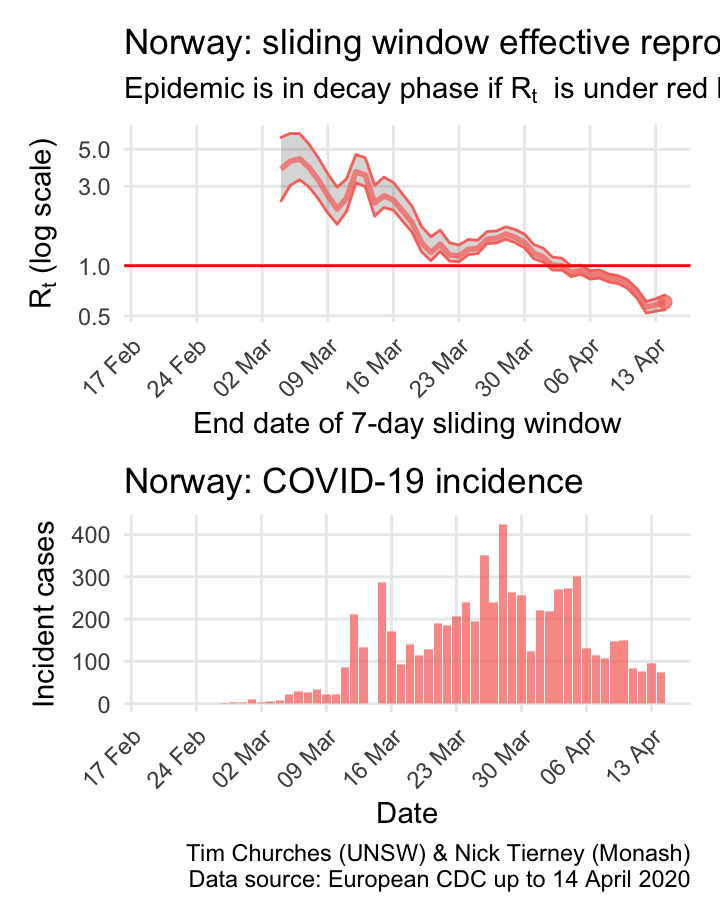 Norway: sliding window effective repro
Epidemic is in decay phase if Rt is under red
Rt (log scale)
5.0
3.0
1.0
0.5
17 Feb
24 Feb
02 Mar
09 Mar
16 Mar
23 Mar
30 Mar
06 Apr
13 Apr
End date of 7-day sliding window
Norway: COVID-19 incidence
Incident cases
400
300
200
100
0
17 Feb
24 Feb
02 Mar
09 Mar
16 Mar
23 Mar
30 Mar
06 Apr
13 Apr
Date
Tim Churches (UNSW) & Nick Tierney (Monash)
Data source: European CDC up to 14 April 2020